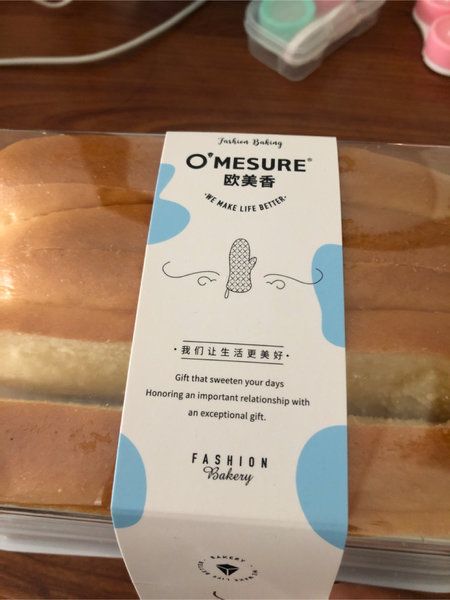 Fashion Baking
O'MESURE®
欧美香
·WE MAKE LIFE BETTER·
·我们让生活更美好·
Gift that sweeten your days
Honoring an important relationship with
an exceptional gift.
FASHION
Bakery
BAKERY